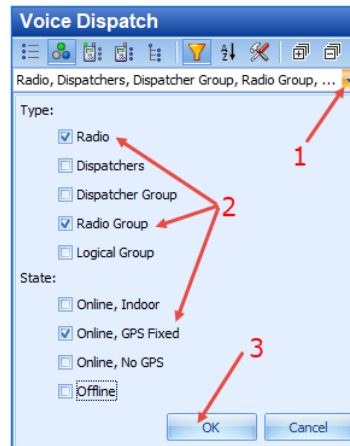 Voice Dispatch
Radio, Dispatchers, Dispatcher Group, Radio Group, ...
1
Type:
Radio
Dispatchers
Dispatcher Group
2
Radio Group
Logical Group
State:
Online, Indoor
Online, GPS Fixed
3
Online, No GPS
Offline
OK Cancel